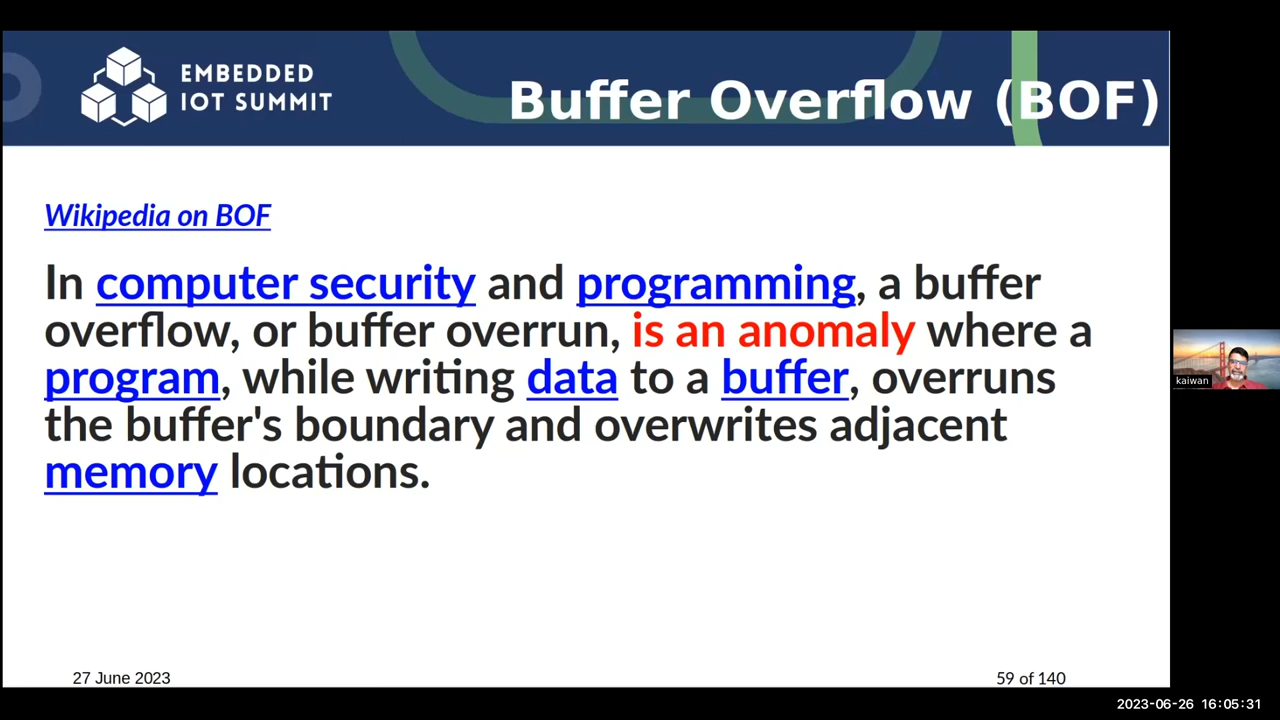 EMBEDDED
IOT SUMMIT
Buffer Overflow (BOF)
Wikipedia on BOF
In computer security and programming, a buffer
overflow, or buffer overrun, is an anomaly where a
program, while writing data to a buffer, overruns
the buffer's boundary and overwrites adjacent
memory locations.
kaiwan
27 June 2023
59 of 140
2023-06-26 16:05:31